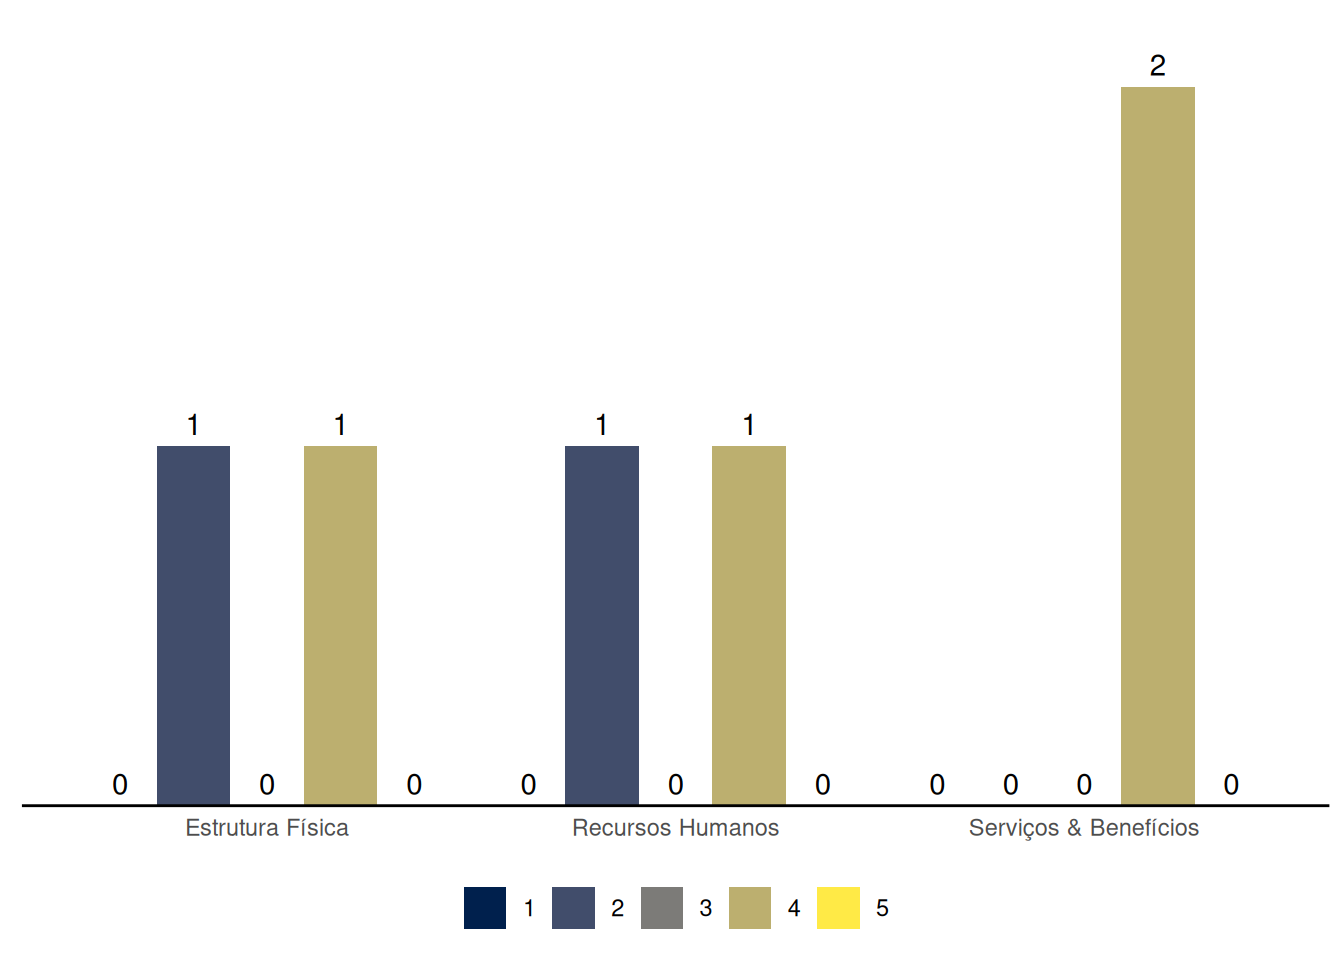 2
1 1 1 1
0 0 0 0 0 0 0 0 0 0
Estrutura Física Recursos Humanos Serviços & Benefícios
1 2 3 4 5